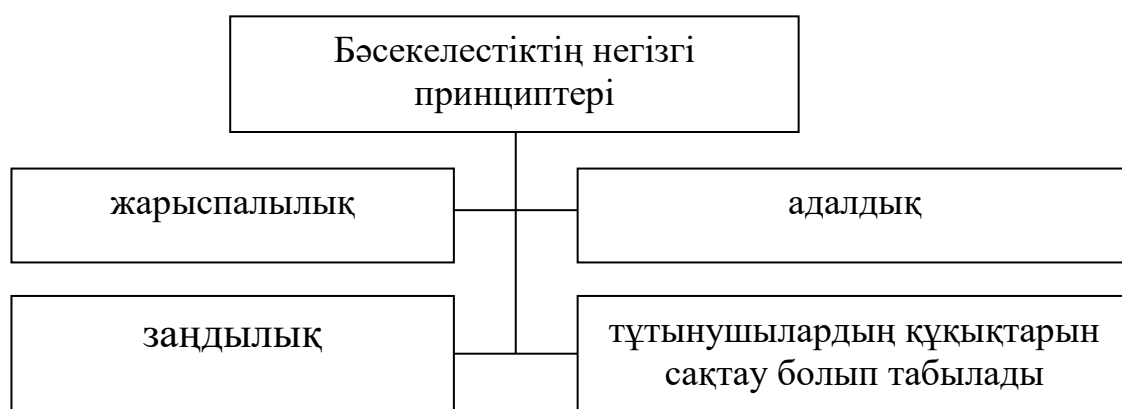 Бәсекелестіктің негізгі
принциптері
жарыспалылық
адалдық
заңдылық
тұтынушылардың құқықтарын
сақтау болып табылады